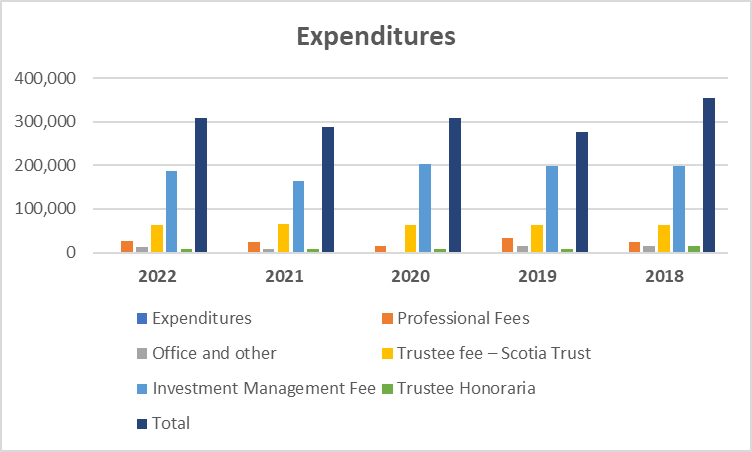 Expenditures
400,000
300,000
200,000
100,000
0
2022 2021 2020 2019 2018
Expenditures Professional Fees
Office and other Trustee fee – Scotia Trust
Investment Management Fee Trustee Honoraria
Total